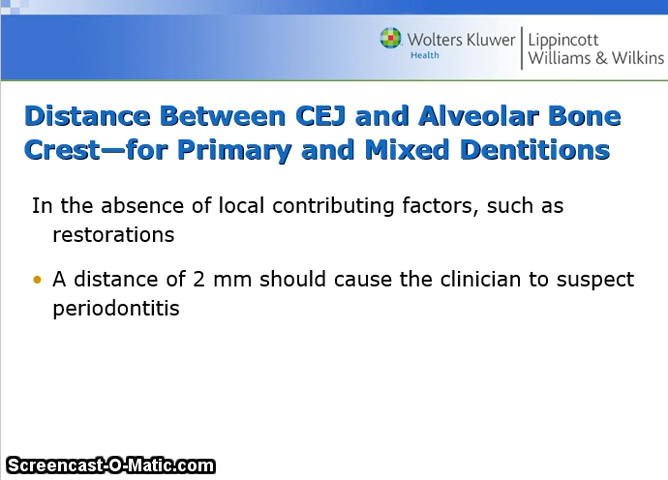 Wolters Kluwer
Health
Lippincott
Williams & Wilkins
Distance Between CEJ and Alveolar Bone
Crest—for Primary and Mixed Dentitions
In the absence of local contributing factors, such as
restorations
• A distance of 2 mm should cause the clinician to suspect
periodontitis
Screencast-O-Matic.com